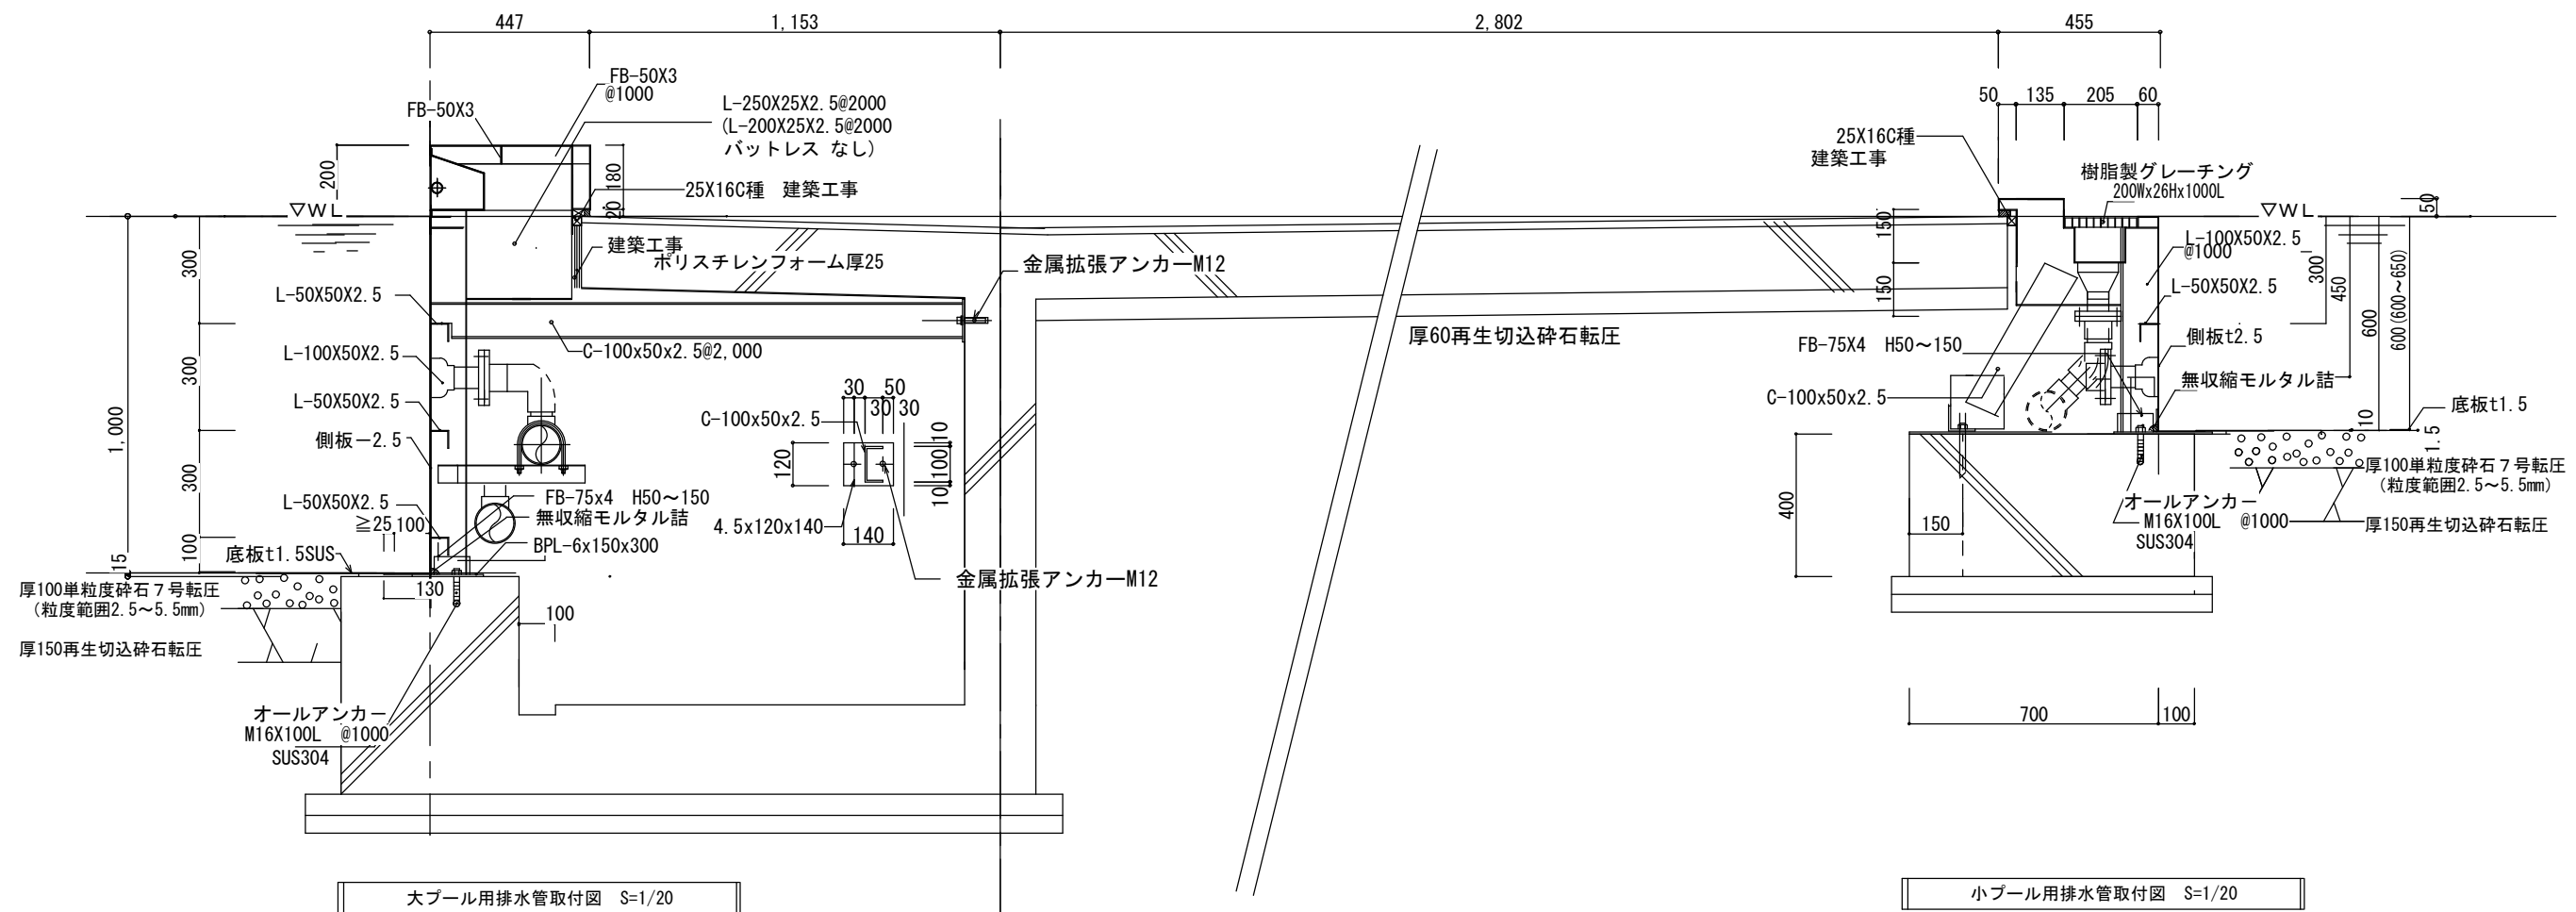 447
1,153
2,802
455
FB-50X3
@1000
FB-50X3
L-250X25X2.5@2000
(L-200X25X2.5@2000
バットレス なし)
200
180
20
25X16C種 建築工事
▽WL
建築工事
ポリスチレンフォーム厚25
金属拡張アンカーM12
300
300
300
100
1,000
15
L-50X50X2.5
L-100X50X2.5
L-50X50X2.5
側板－2.5
L-50X50X2.5
≧25
100
底板t1.5SUS
C-100x50x2.5@2,000
FB-75x4 H50～150
無収縮モルタル詰
BPL-6x150x300
130
100
厚100単粒度砕石７号転圧
(粒度範囲2.5～5.5mm)
厚150再生切込砕石転圧
オールアンカー
M16X100L @1000
SUS304
30
50
30
30
C-100x50x2.5
120
10
100
10
4.5x120x140
140
金属拡張アンカーM12
厚60再生切込砕石転圧
50
135
205
60
25X16C種
建築工事
樹脂製グレーチング
200Wx26Hx1000L
▽WL
50
150
150
L-100X50X2.5
@1000
L-50X50X2.5
300
450
600
600(600～650)
側板t2.5
FB-75X4 H50～150
無収縮モルタル詰
C-100x50x2.5
10
底板t1.5
1.5
厚100単粒度砕石７号転圧
(粒度範囲2.5～5.5mm)
オールアンカー
M16X100L @1000
SUS304
厚150再生切込砕石転圧
400
150
700
100
大プール用排水管取付図 S=1/20
小プール用排水管取付図 S=1/20